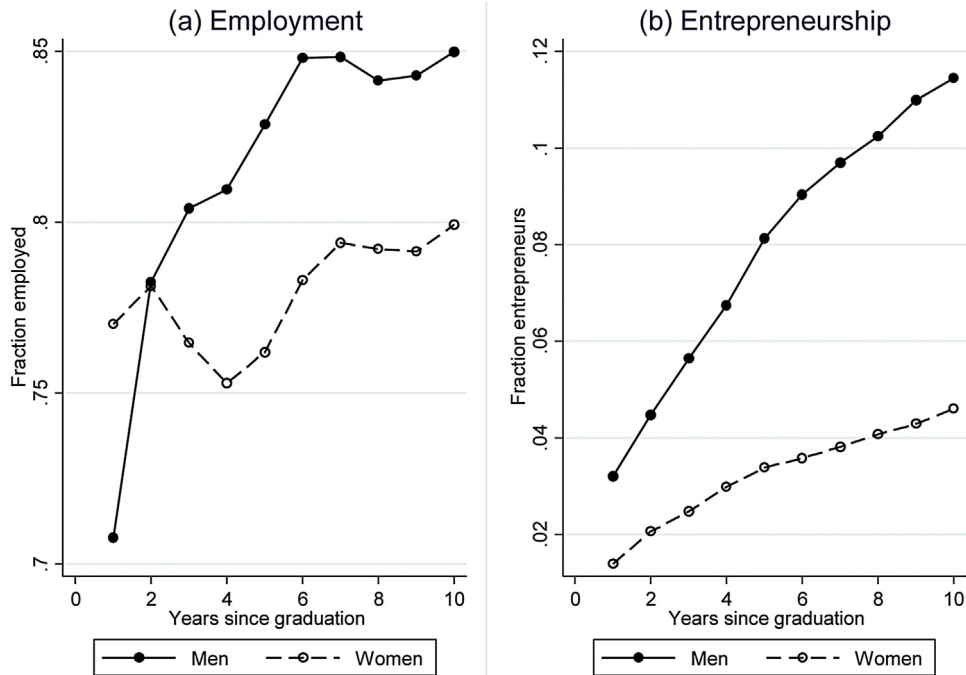 (a) Employment
Fraction employed
.85
.8
.75
.7
0 2 4 6 8 10
Years since graduation
Men Women
(b) Entrepreneurship
Fraction entrepreneurs
.12
.1
.08
.06
.04
.02
0 2 4 6 8 10
Years since graduation
Men Women